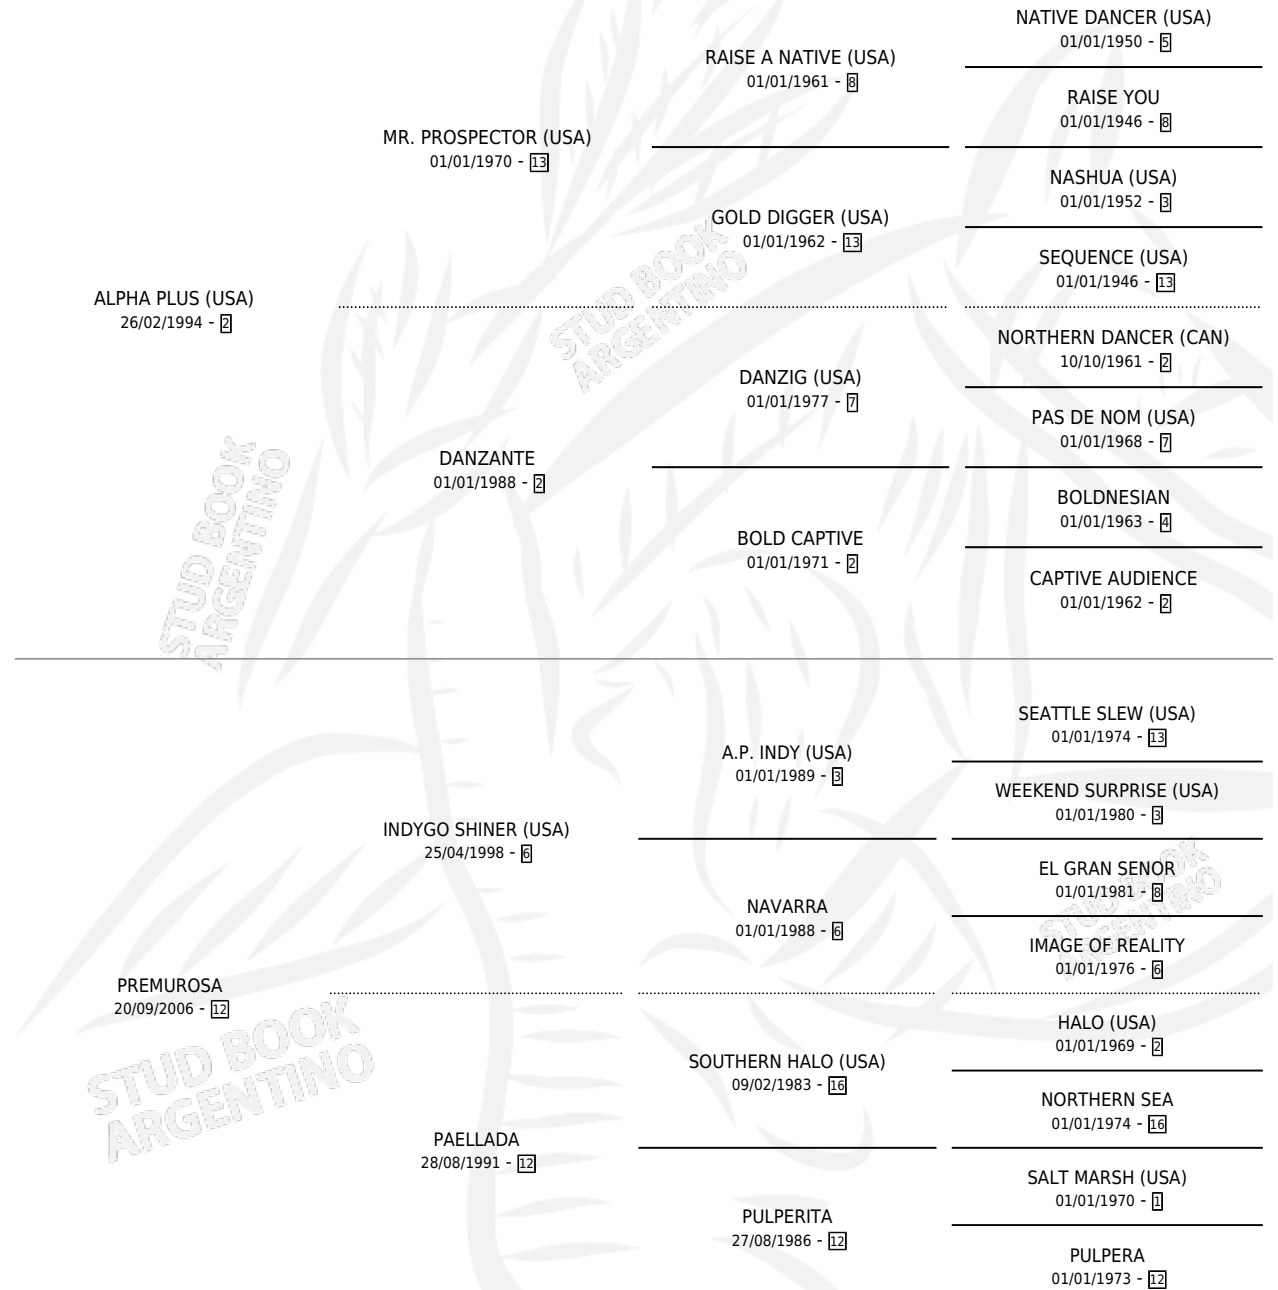 NATIVE DANCER (USA)
01/01/1950 - 5
RAISE A NATIVE (USA)
01/01/1961 - 8
RAISE YOU
01/01/1946 - 8
MR. PROSPECTOR (USA)
01/01/1970 - 13
NASHUA (USA)
01/01/1952 - 3
GOLD DIGGER (USA)
01/01/1962 - 13
SEQUENCE (USA)
01/01/1946 - 13
ALPHA PLUS (USA)
26/02/1994 - 2
STUD BOOK
ARGENTINO
NORTHERN DANCER (CAN)
10/10/1961 - 2
DANZIG (USA)
01/01/1977 - 7
PAS DE NOM (USA)
01/01/1968 - 7
DANZANTE
01/01/1988 - 2
BOLDNESIAN
01/01/1963 - 4
BOLD CAPTIVE
01/01/1971 - 2
CAPTIVE AUDIENCE
01/01/1962 - 2
STUD BOOK
ARGENTINO
SEATTLE SLEW (USA)
01/01/1974 - 13
A.P. INDY (USA)
01/01/1989 - 3
WEEKEND SURPRISE (USA)
01/01/1980 - 3
INDYGO SHINER (USA)
25/04/1998 - 6
EL GRAN SENOR
01/01/1981 - 8
NAVARRA
01/01/1988 - 6
STUD BOOK
ARGENTINO
IMAGE OF REALITY
01/01/1976 - 6
PREMUROSA
20/09/2006 - 12
HALO (USA)
01/01/1969 - 2
SOUTHERN HALO (USA)
09/02/1983 - 16
STUD BOOK
ARGENTINO
NORTHERN SEA
01/01/1974 - 16
PAELLADA
28/08/1991 - 12
SALT MARSH (USA)
01/01/1970 - 1
PULPERITA
27/08/1986 - 12
PULPERA
01/01/1973 - 12